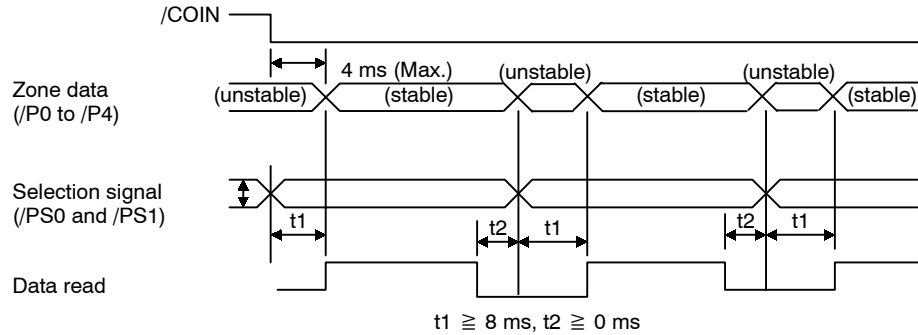 /COIN
4 ms (Max.)
(unstable)
(unstable)
Zone data
(/P0 to /P4)
(unstable)
(stable)
(stable)
(stable)
Selection signal
(/PS0 and /PS1)
t1
t2
t1
t2
t1
Data read
t1 ≧ 8 ms, t2 ≧ 0 ms